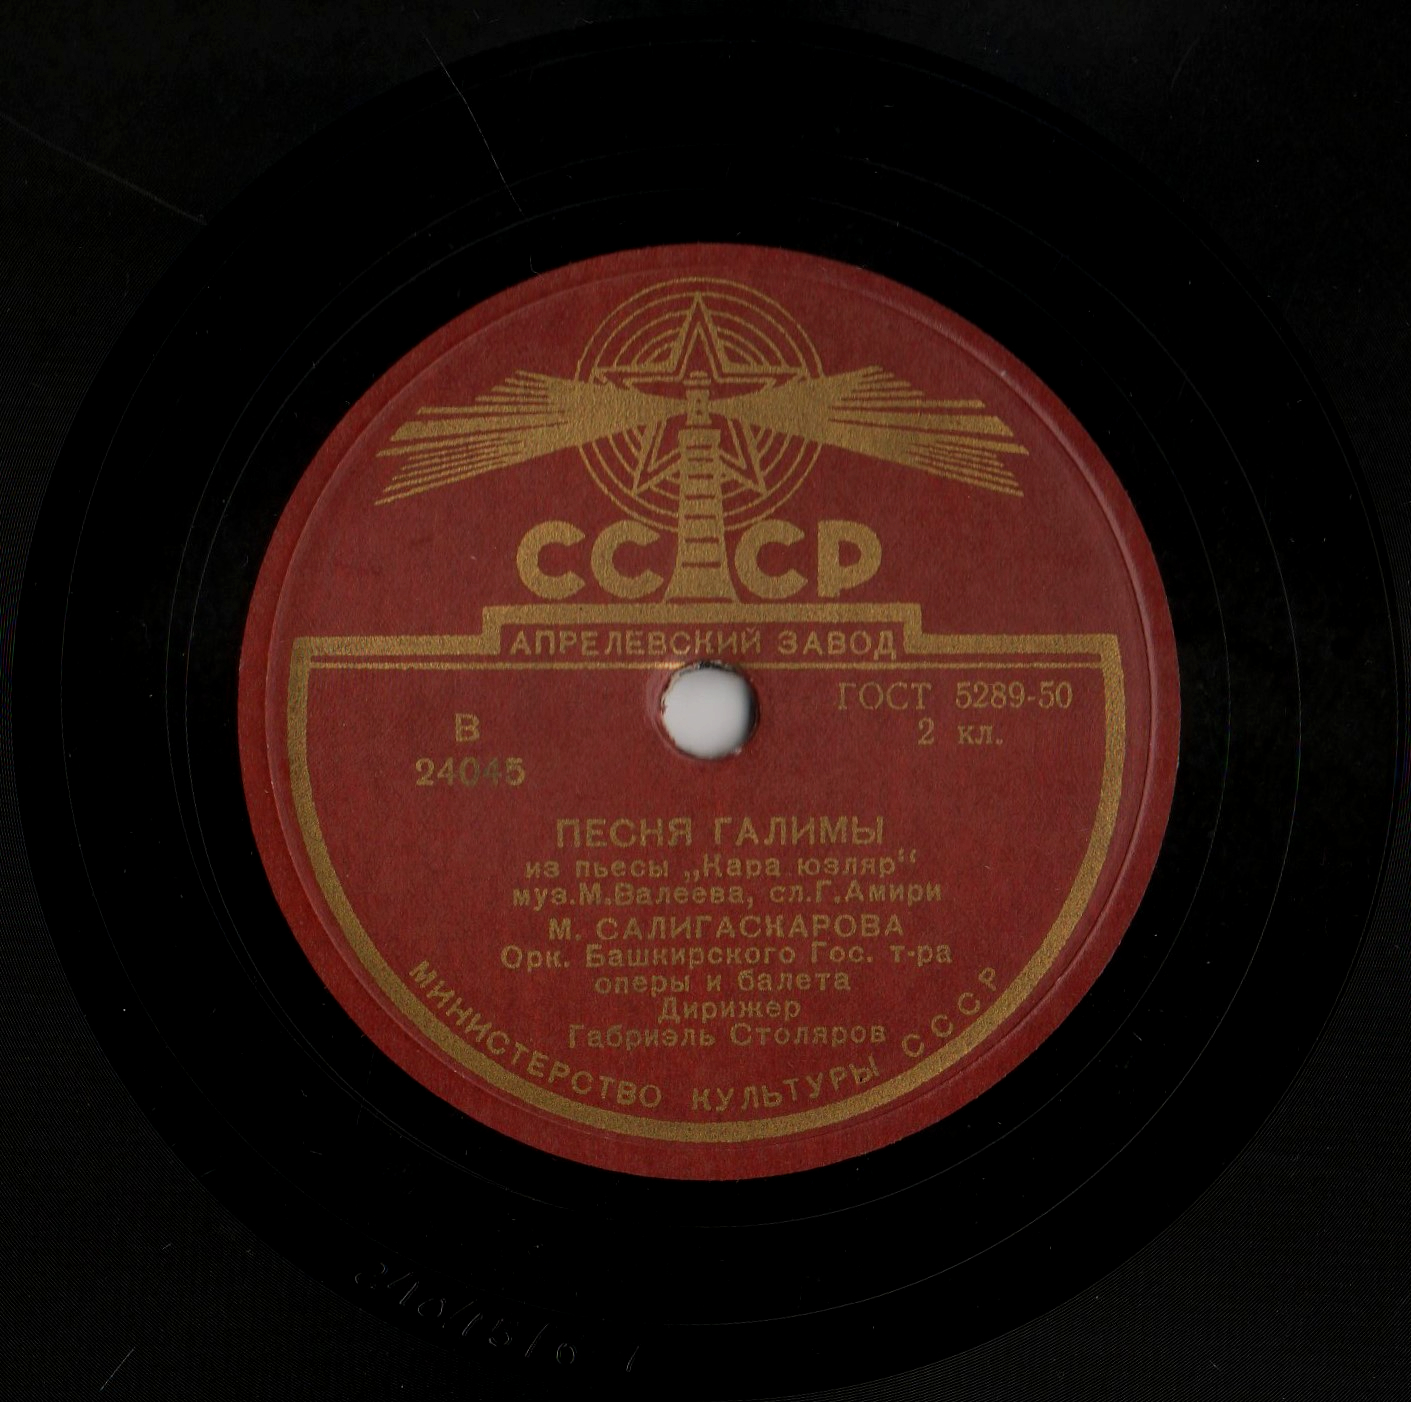 СССР
АПРЕЛЕВСКИЙ ЗАВОД
ГОСТ 5289-50
2 кл.
В
24045
ПЕСНЯ ГАЛИМЫ
из пьесы „Кара юзляр“
муз.М.Валеева, сл.Г.Амири
М. САЛИГАСКАРОВА
Орк. Башкирского Гос. т-ра
оперы и балета
Дирижер
Габриэль Столяров
МИНИСТЕРСТВО КУЛЬТУРЫ СССР